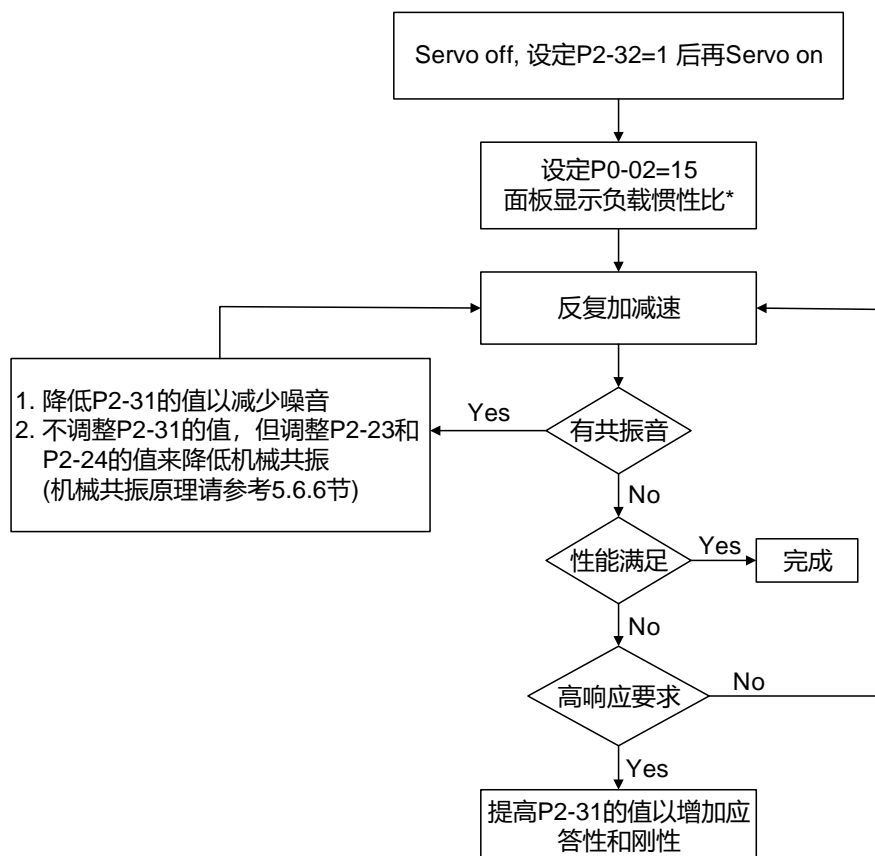 Servo off, 设定P2-32=1 后再Servo on
设定P0-02=15
面板显示负载惯性比*
反复加减速
1. 降低P2-31的值以减少噪音
2. 不调整P2-31的值，但调整P2-23和
P2-24的值来降低机械共振
(机械共振原理请参考5.6.6节)
Yes
有共振音
No
性能满足
Yes
完成
No
高响应要求
No
Yes
提高P2-31的值以增加应
答性和刚性